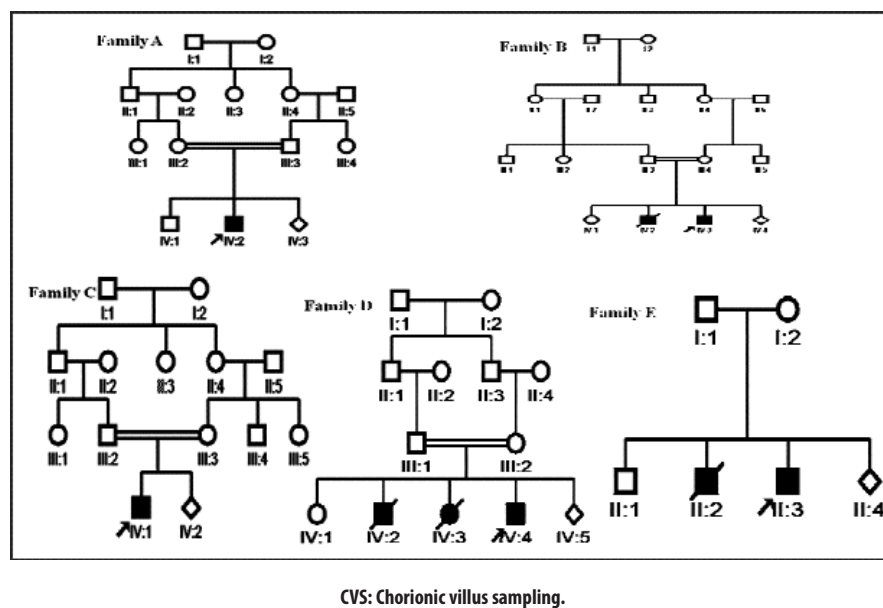 Family A
I:1 I:2
II:1 II:2 II:3 II:4 II:5
III:1 III:2 III:3 III:4
IV:1 IV:2 IV:3
Family B
Family C
I:1 I:2
II:1 II:2 II:3 II:4 II:5
III:1 III:2 III:3 III:4 III:5
IV:1 IV:2
Family D
I:1 I:2
II:1 II:2 II:3 II:4
III:1 III:2
IV:1 IV:2 IV:3 IV:4 IV:5
Family E
I:1 I:2
II:1 II:2 II:3 II:4
CVS: Chorionic villus sampling.